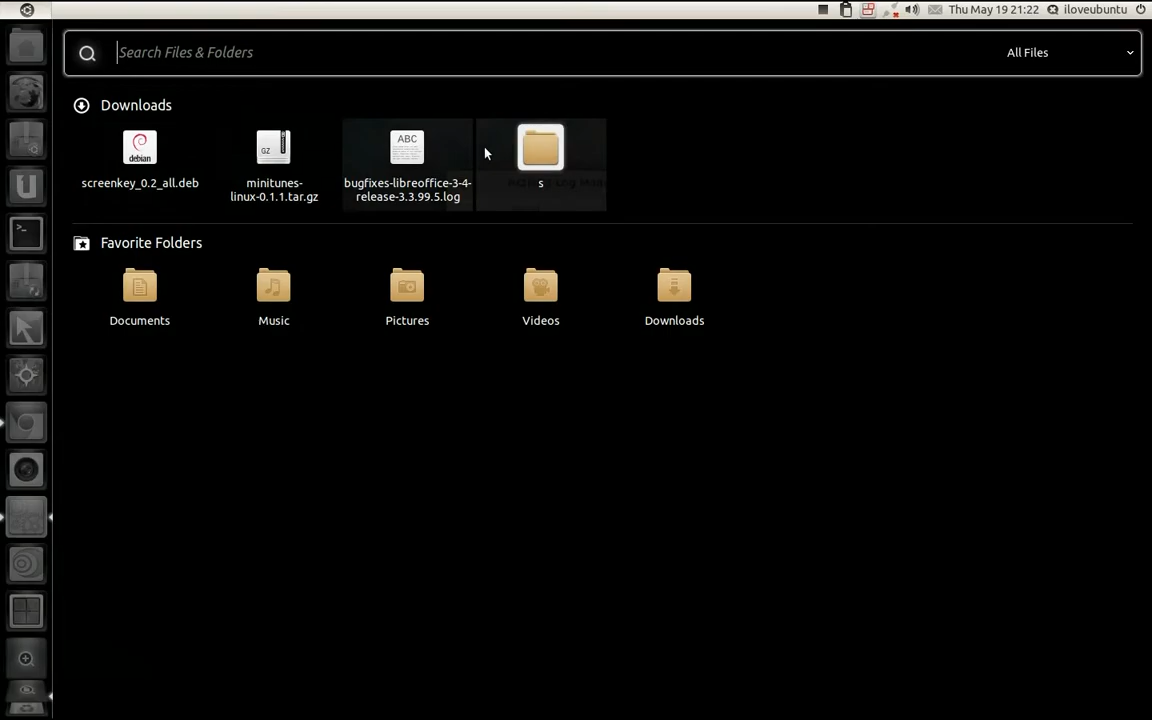 Thu May 19 21:22 iloveubuntu
Search Files & Folders
All Files
Downloads
debian
GZ
ABC
screenkey_0.2_all.deb
minitunes-
linux-0.1.1.tar.gz
bugfixes-libreoffice-3-4-
release-3.3.99.5.log
s
Favorite Folders
Documents
Music
Pictures
Videos
Downloads